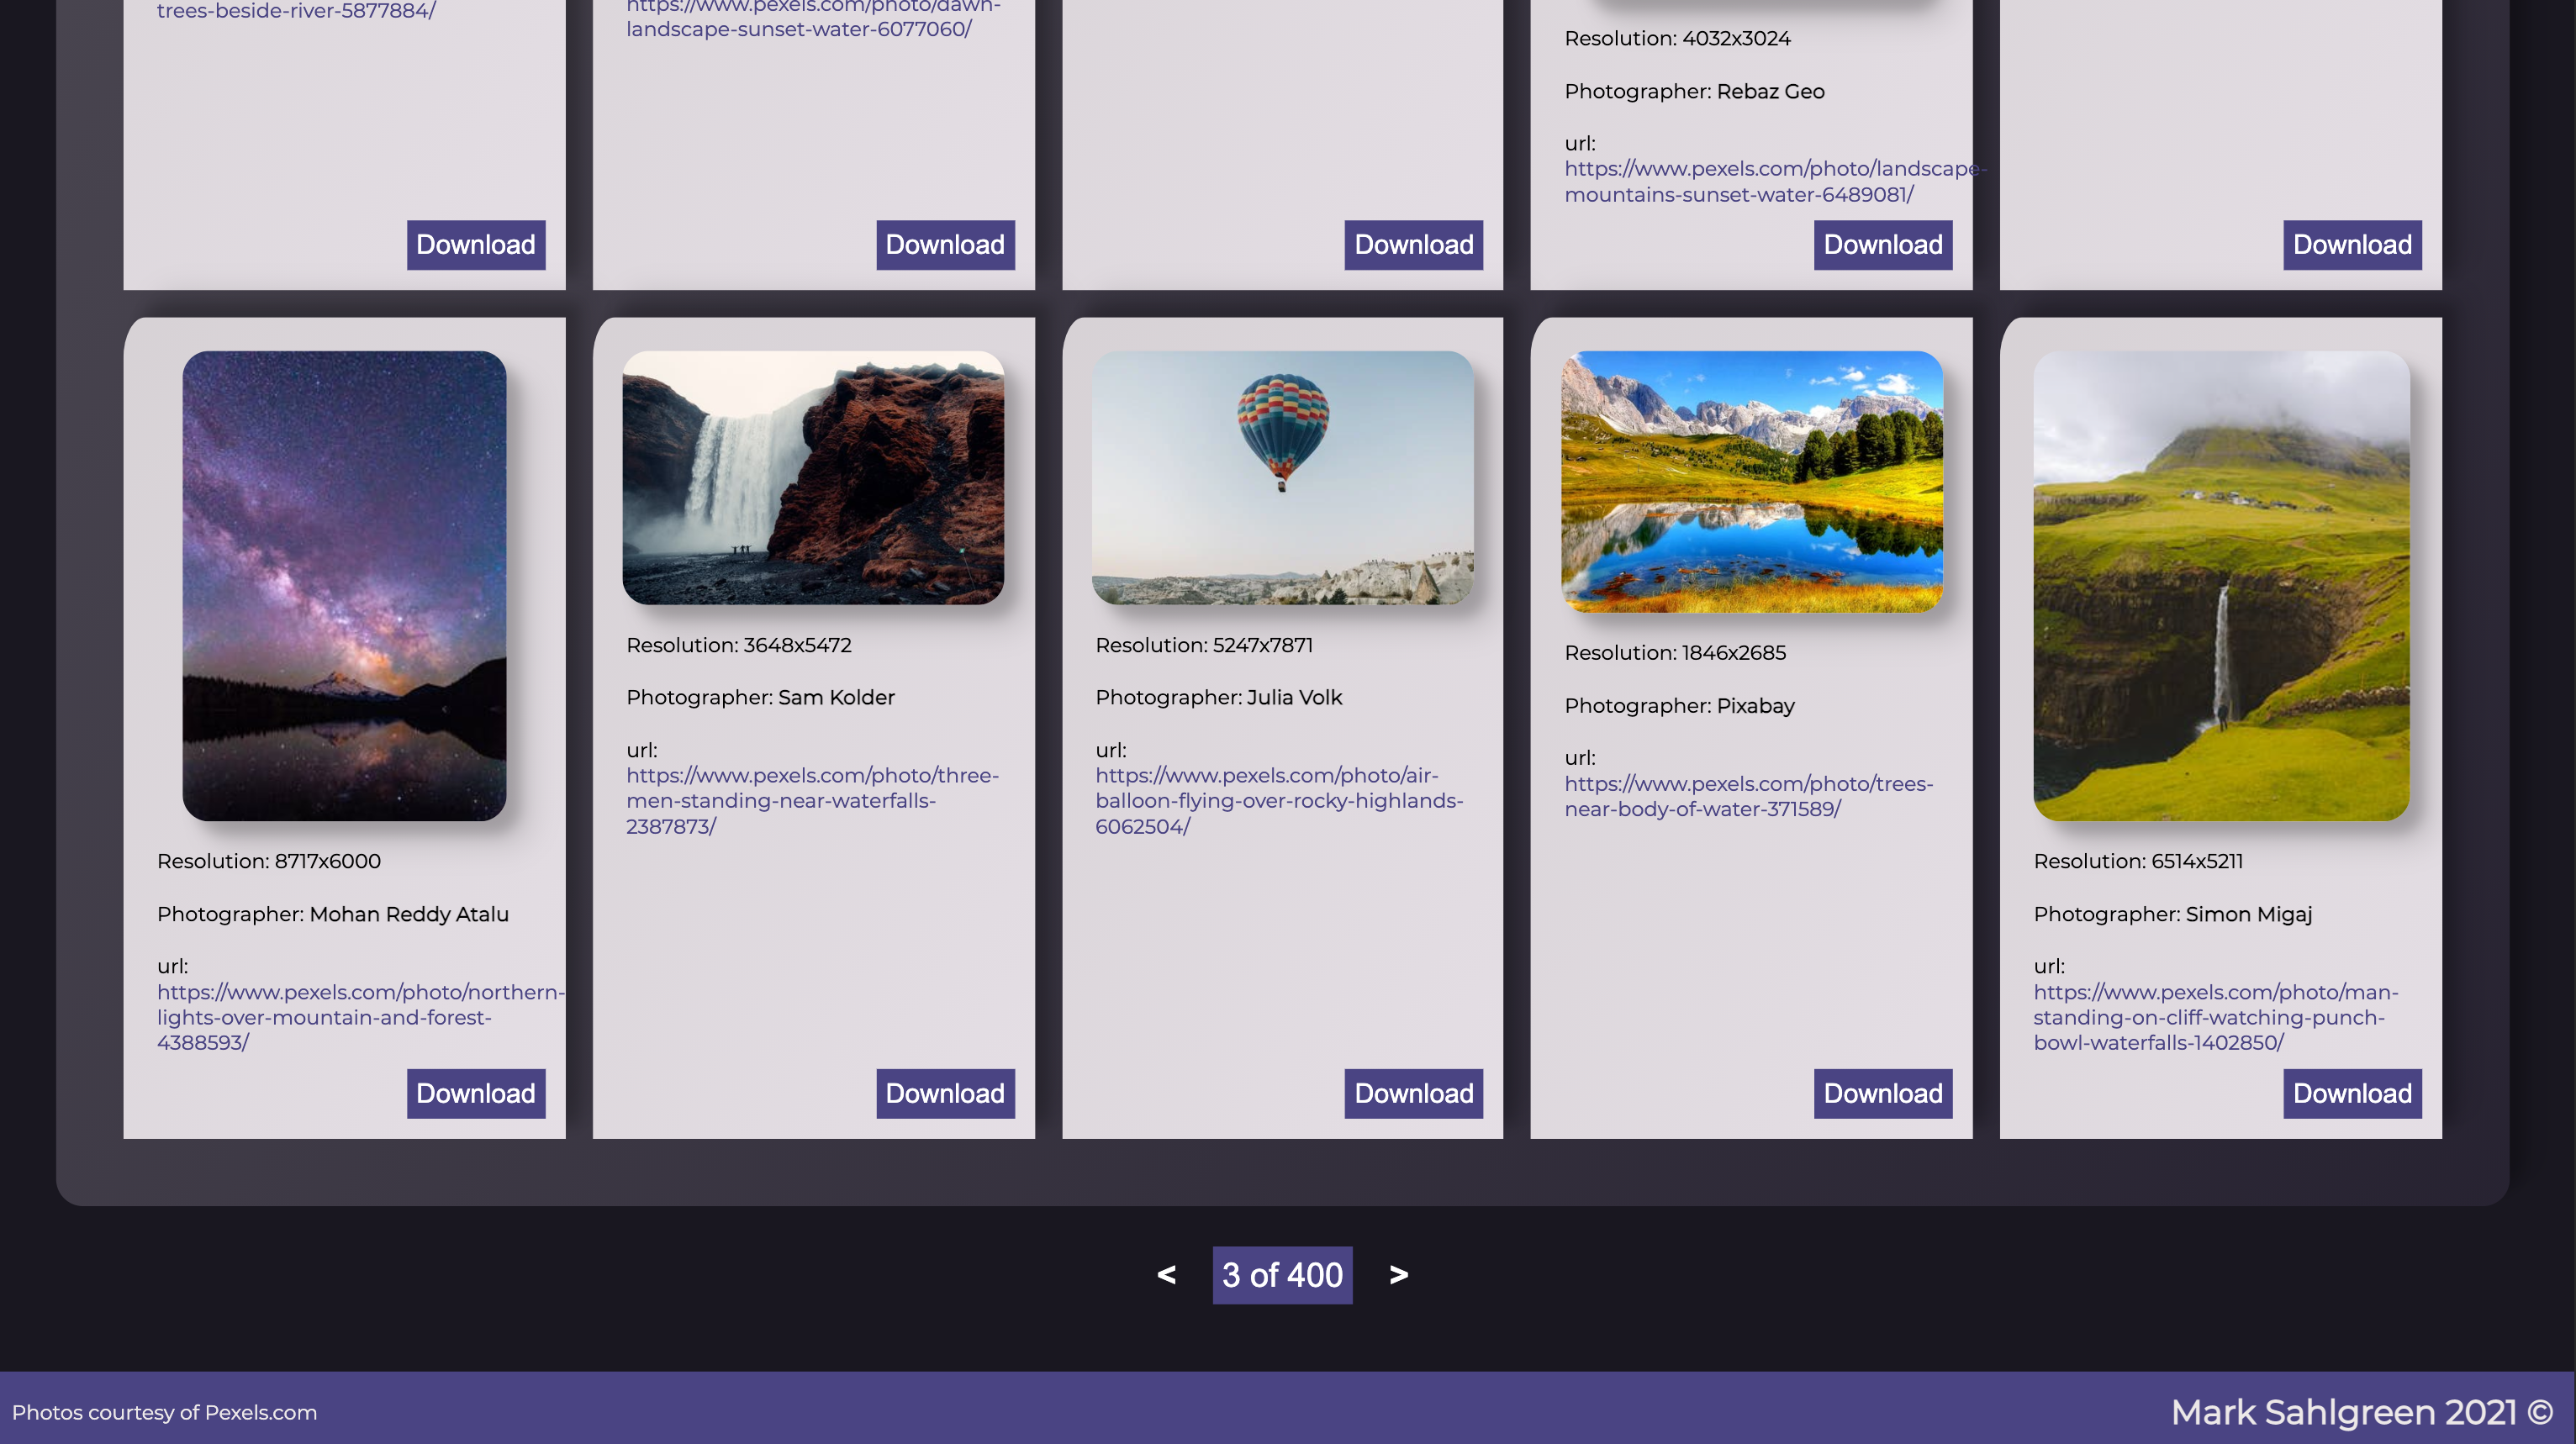 trees-beside-river-5877884/
https://www.pexels.com/photo/dawn-
landscape-sunset-water-6077060/
Resolution: 4032x3024
Photographer: Rebaz Geo
url:
https://www.pexels.com/photo/landscape-
mountains-sunset-water-6489081/
Download
Download
Download
Download
Download
Resolution: 8717x6000
Photographer: Mohan Reddy Atalu
url:
https://www.pexels.com/photo/northern-
lights-over-mountain-and-forest-
4388593/
Download
Resolution: 3648x5472
Photographer: Sam Kolder
url:
https://www.pexels.com/photo/three-
men-standing-near-waterfalls-
2387873/
Download
Resolution: 5247x7871
Photographer: Julia Volk
url:
https://www.pexels.com/photo/air-
balloon-flying-over-rocky-highlands-
6062504/
Download
Resolution: 1846x2685
Photographer: Pixabay
url:
https://www.pexels.com/photo/trees-
near-body-of-water-371589/
Download
Resolution: 6514x5211
Photographer: Simon Migaj
url:
https://www.pexels.com/photo/man-
standing-on-cliff-watching-punch-
bowl-waterfalls-1402850/
Download
< 3 of 400 >
Photos courtesy of Pexels.com
Mark Sahlgreen 2021 ©